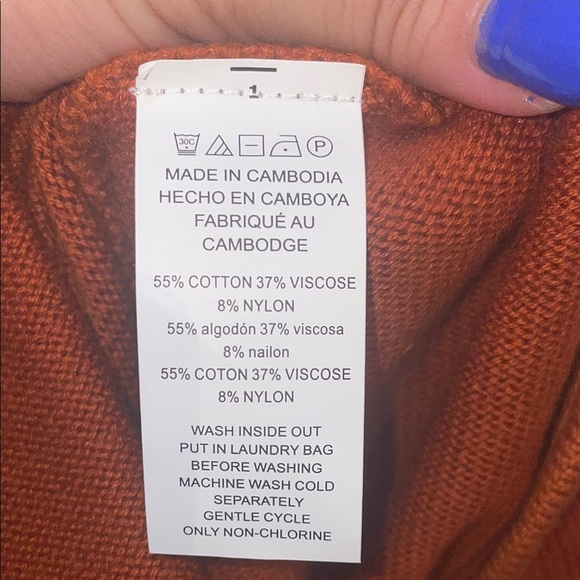 1
30C P
MADE IN CAMBODIA
HECHO EN CAMBOYA
FABRIQUÉ AU
CAMBODGE
55% COTTON 37% VISCOSE
8% NYLON
55% algodón 37% viscosa
8% nailon
55% COTON 37% VISCOSE
8% NYLON
WASH INSIDE OUT
PUT IN LAUNDRY BAG
BEFORE WASHING
MACHINE WASH COLD
SEPARATELY
GENTLE CYCLE
ONLY NON-CHLORINE